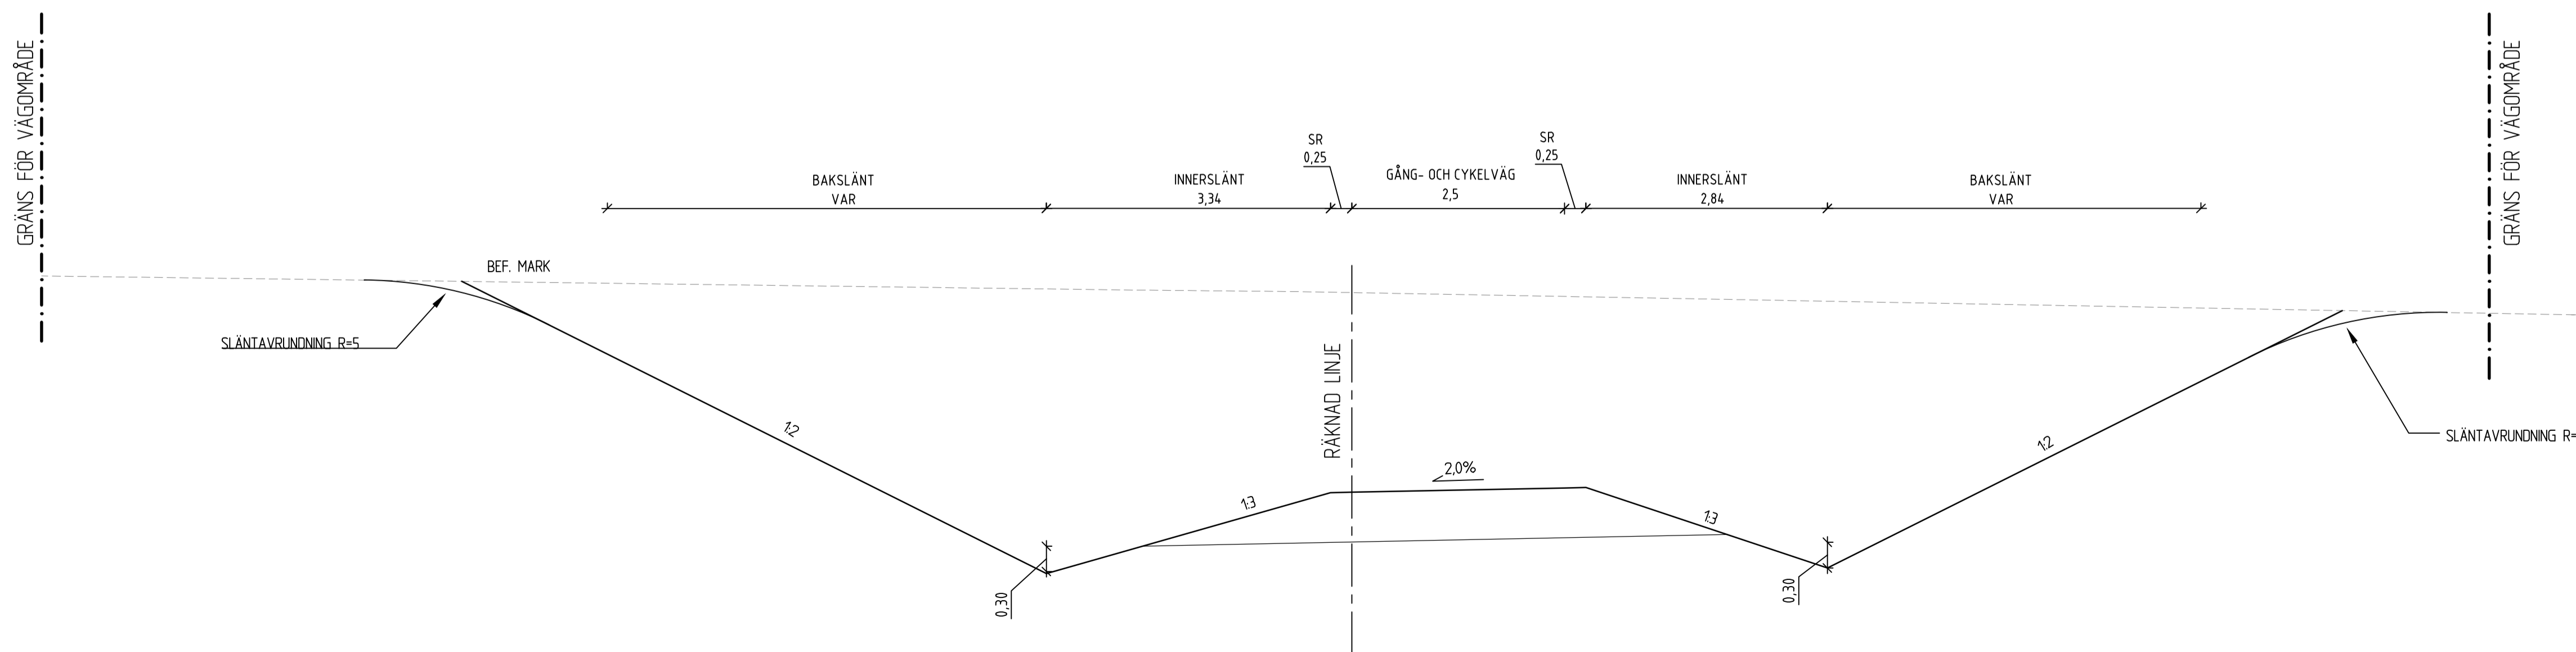 GRÄNS FÖR VÄGOMRÅDE
GRÄNS FÖR VÄGOMRÅDE
SR
0,25
SR
0,25
BAKSLÄNT
VAR
INNERSLÄNT
3,34
GÅNG- OCH CYKELVÄG
2,5
INNERSLÄNT
2,84
BAKSLÄNT
VAR
BEF. MARK
SLÄNTAVRUNDNING R=5
RÄKNAD LINJE
1:2
1:2
SLÄNTAVRUNDNING R=
2,0%
1:3
1:3
0,30
0,30